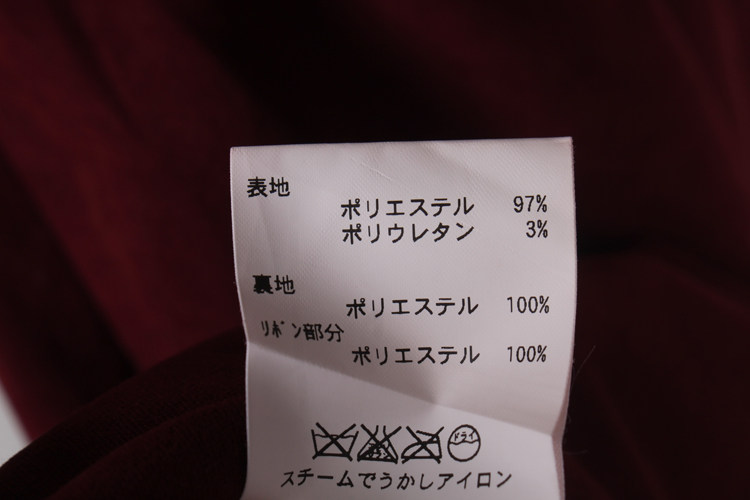 表地
ポリエステル 97%
ポリウレタン 3%
裏地
ポリエステル 100%
リボン部分
ポリエステル 100%
ドライ
スチームでうかしアイロン